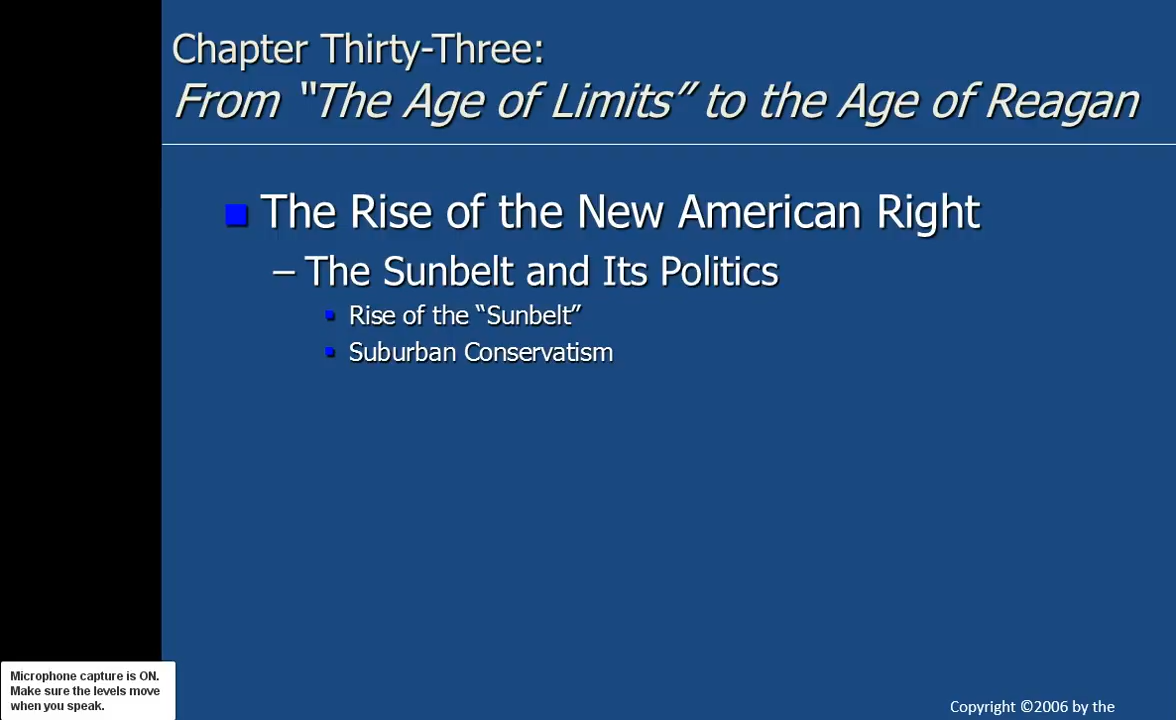 Chapter Thirty-Three:
From “The Age of Limits” to the Age of Reagan
The Rise of the New American Right
– The Sunbelt and Its Politics
Rise of the “Sunbelt”
Suburban Conservatism
Microphone capture is ON.
Make sure the levels move
when you speak.
Copyright ©2006 by the